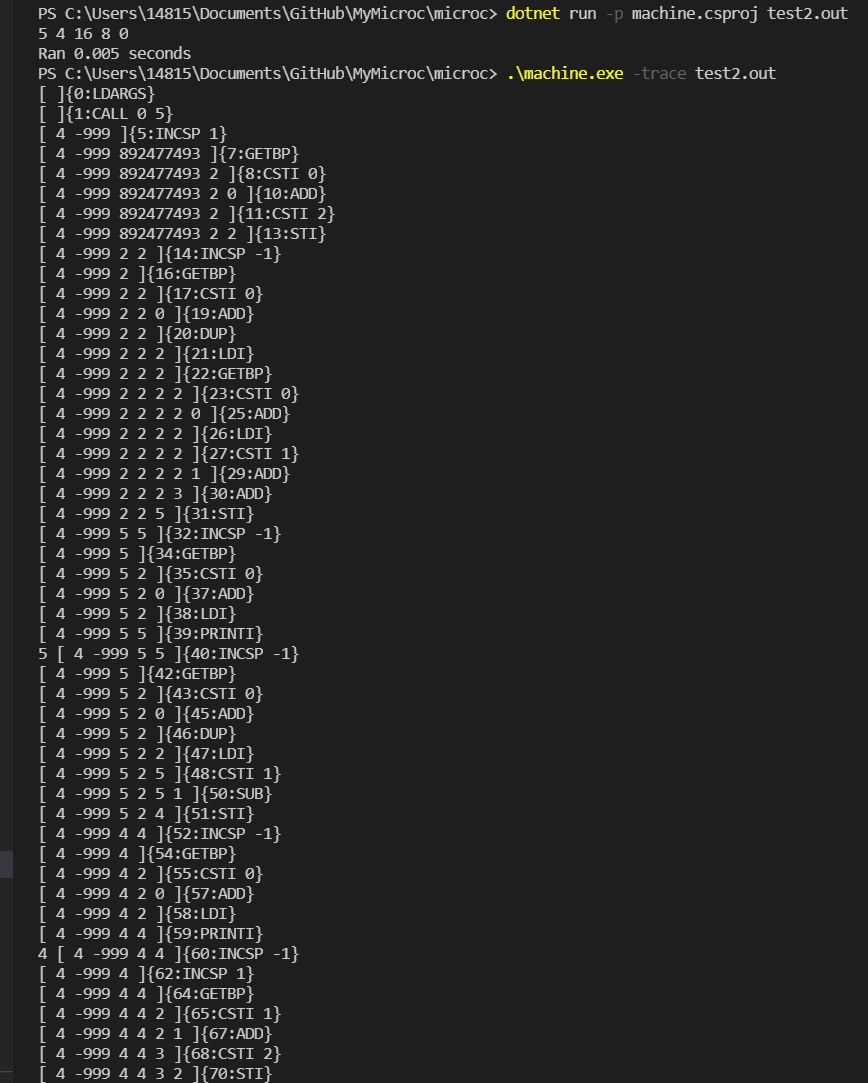 PS C:\Users\14815\Documents\GitHub\MyMicroc\microc> dotnet run -p machine.csproj test2.out
5 4 16 8 0
Ran 0.005 seconds
PS C:\Users\14815\Documents\GitHub\MyMicroc\microc> .\machine.exe -trace test2.out
[ ]{0:LDARGS}
[ ]{1:CALL 0 5}
[ 4 -999 ]{5:INCSP 1}
[ 4 -999 892477493 ]{7:GETBP}
[ 4 -999 892477493 2 ]{8:CSTI 0}
[ 4 -999 892477493 2 0 ]{10:ADD}
[ 4 -999 892477493 2 ]{11:CSTI 2}
[ 4 -999 892477493 2 2 ]{13:STI}
[ 4 -999 2 2 ]{14:INCSP -1}
[ 4 -999 2 ]{16:GETBP}
[ 4 -999 2 2 ]{17:CSTI 0}
[ 4 -999 2 2 0 ]{19:ADD}
[ 4 -999 2 2 ]{20:DUP}
[ 4 -999 2 2 2 ]{21:LDI}
[ 4 -999 2 2 2 ]{22:GETBP}
[ 4 -999 2 2 2 2 ]{23:CSTI 0}
[ 4 -999 2 2 2 2 0 ]{25:ADD}
[ 4 -999 2 2 2 2 ]{26:LDI}
[ 4 -999 2 2 2 2 ]{27:CSTI 1}
[ 4 -999 2 2 2 2 1 ]{29:ADD}
[ 4 -999 2 2 2 3 ]{30:ADD}
[ 4 -999 2 2 5 ]{31:STI}
[ 4 -999 5 5 ]{32:INCSP -1}
[ 4 -999 5 ]{34:GETBP}
[ 4 -999 5 2 ]{35:CSTI 0}
[ 4 -999 5 2 0 ]{37:ADD}
[ 4 -999 5 2 ]{38:LDI}
[ 4 -999 5 5 ]{39:PRINTI}
5 [ 4 -999 5 5 ]{40:INCSP -1}
[ 4 -999 5 ]{42:GETBP}
[ 4 -999 5 2 ]{43:CSTI 0}
[ 4 -999 5 2 0 ]{45:ADD}
[ 4 -999 5 2 ]{46:DUP}
[ 4 -999 5 2 2 ]{47:LDI}
[ 4 -999 5 2 5 ]{48:CSTI 1}
[ 4 -999 5 2 5 1 ]{50:SUB}
[ 4 -999 5 2 4 ]{51:STI}
[ 4 -999 4 4 ]{52:INCSP -1}
[ 4 -999 4 ]{54:GETBP}
[ 4 -999 4 2 ]{55:CSTI 0}
[ 4 -999 4 2 0 ]{57:ADD}
[ 4 -999 4 2 ]{58:LDI}
[ 4 -999 4 4 ]{59:PRINTI}
4 [ 4 -999 4 4 ]{60:INCSP -1}
[ 4 -999 4 ]{62:INCSP 1}
[ 4 -999 4 4 ]{64:GETBP}
[ 4 -999 4 4 2 ]{65:CSTI 1}
[ 4 -999 4 4 2 1 ]{67:ADD}
[ 4 -999 4 4 3 ]{68:CSTI 2}
[ 4 -999 4 4 3 2 ]{70:STI}